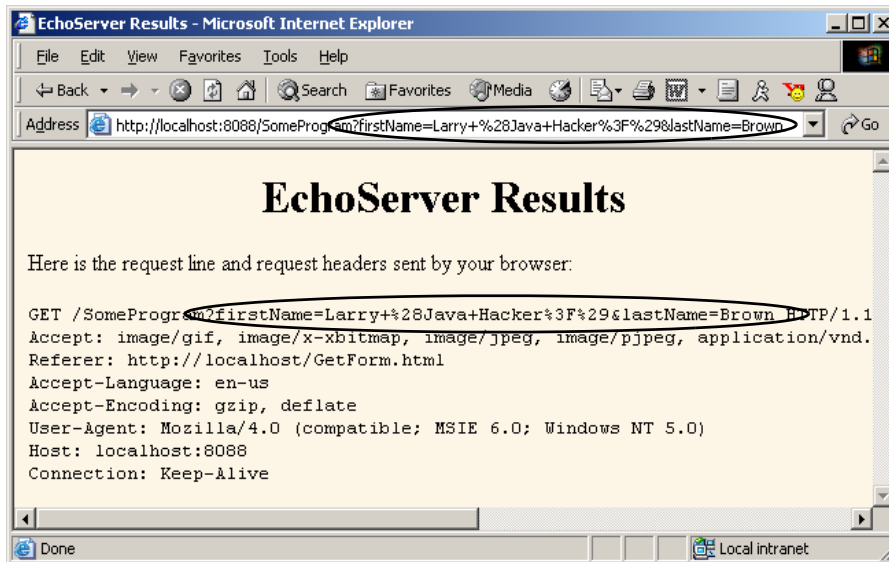 EchoServer Results - Microsoft Internet Explorer
File Edit View Favorites Tools Help
Back Search Favorites Media
Address http://localhost:8088/SomeProgram?firstName=Larry+%28Java+Hacker%3F%29&lastName=Brown Go
EchoServer Results
Here is the request line and request headers sent by your browser:
GET /SomeProgram?firstName=Larry+%28Java+Hacker%3F%29&lastName=Brown HTTP/1.1
Accept: image/gif, image/x-xbitmap, image/jpeg, image/pjpeg, application/vnd.
Referer: http://localhost/GetForm.html
Accept-Language: en-us
Accept-Encoding: gzip, deflate
User-Agent: Mozilla/4.0 (compatible; MSIE 6.0; Windows NT 5.0)
Host: localhost:8088
Connection: Keep-Alive
Done Local intranet